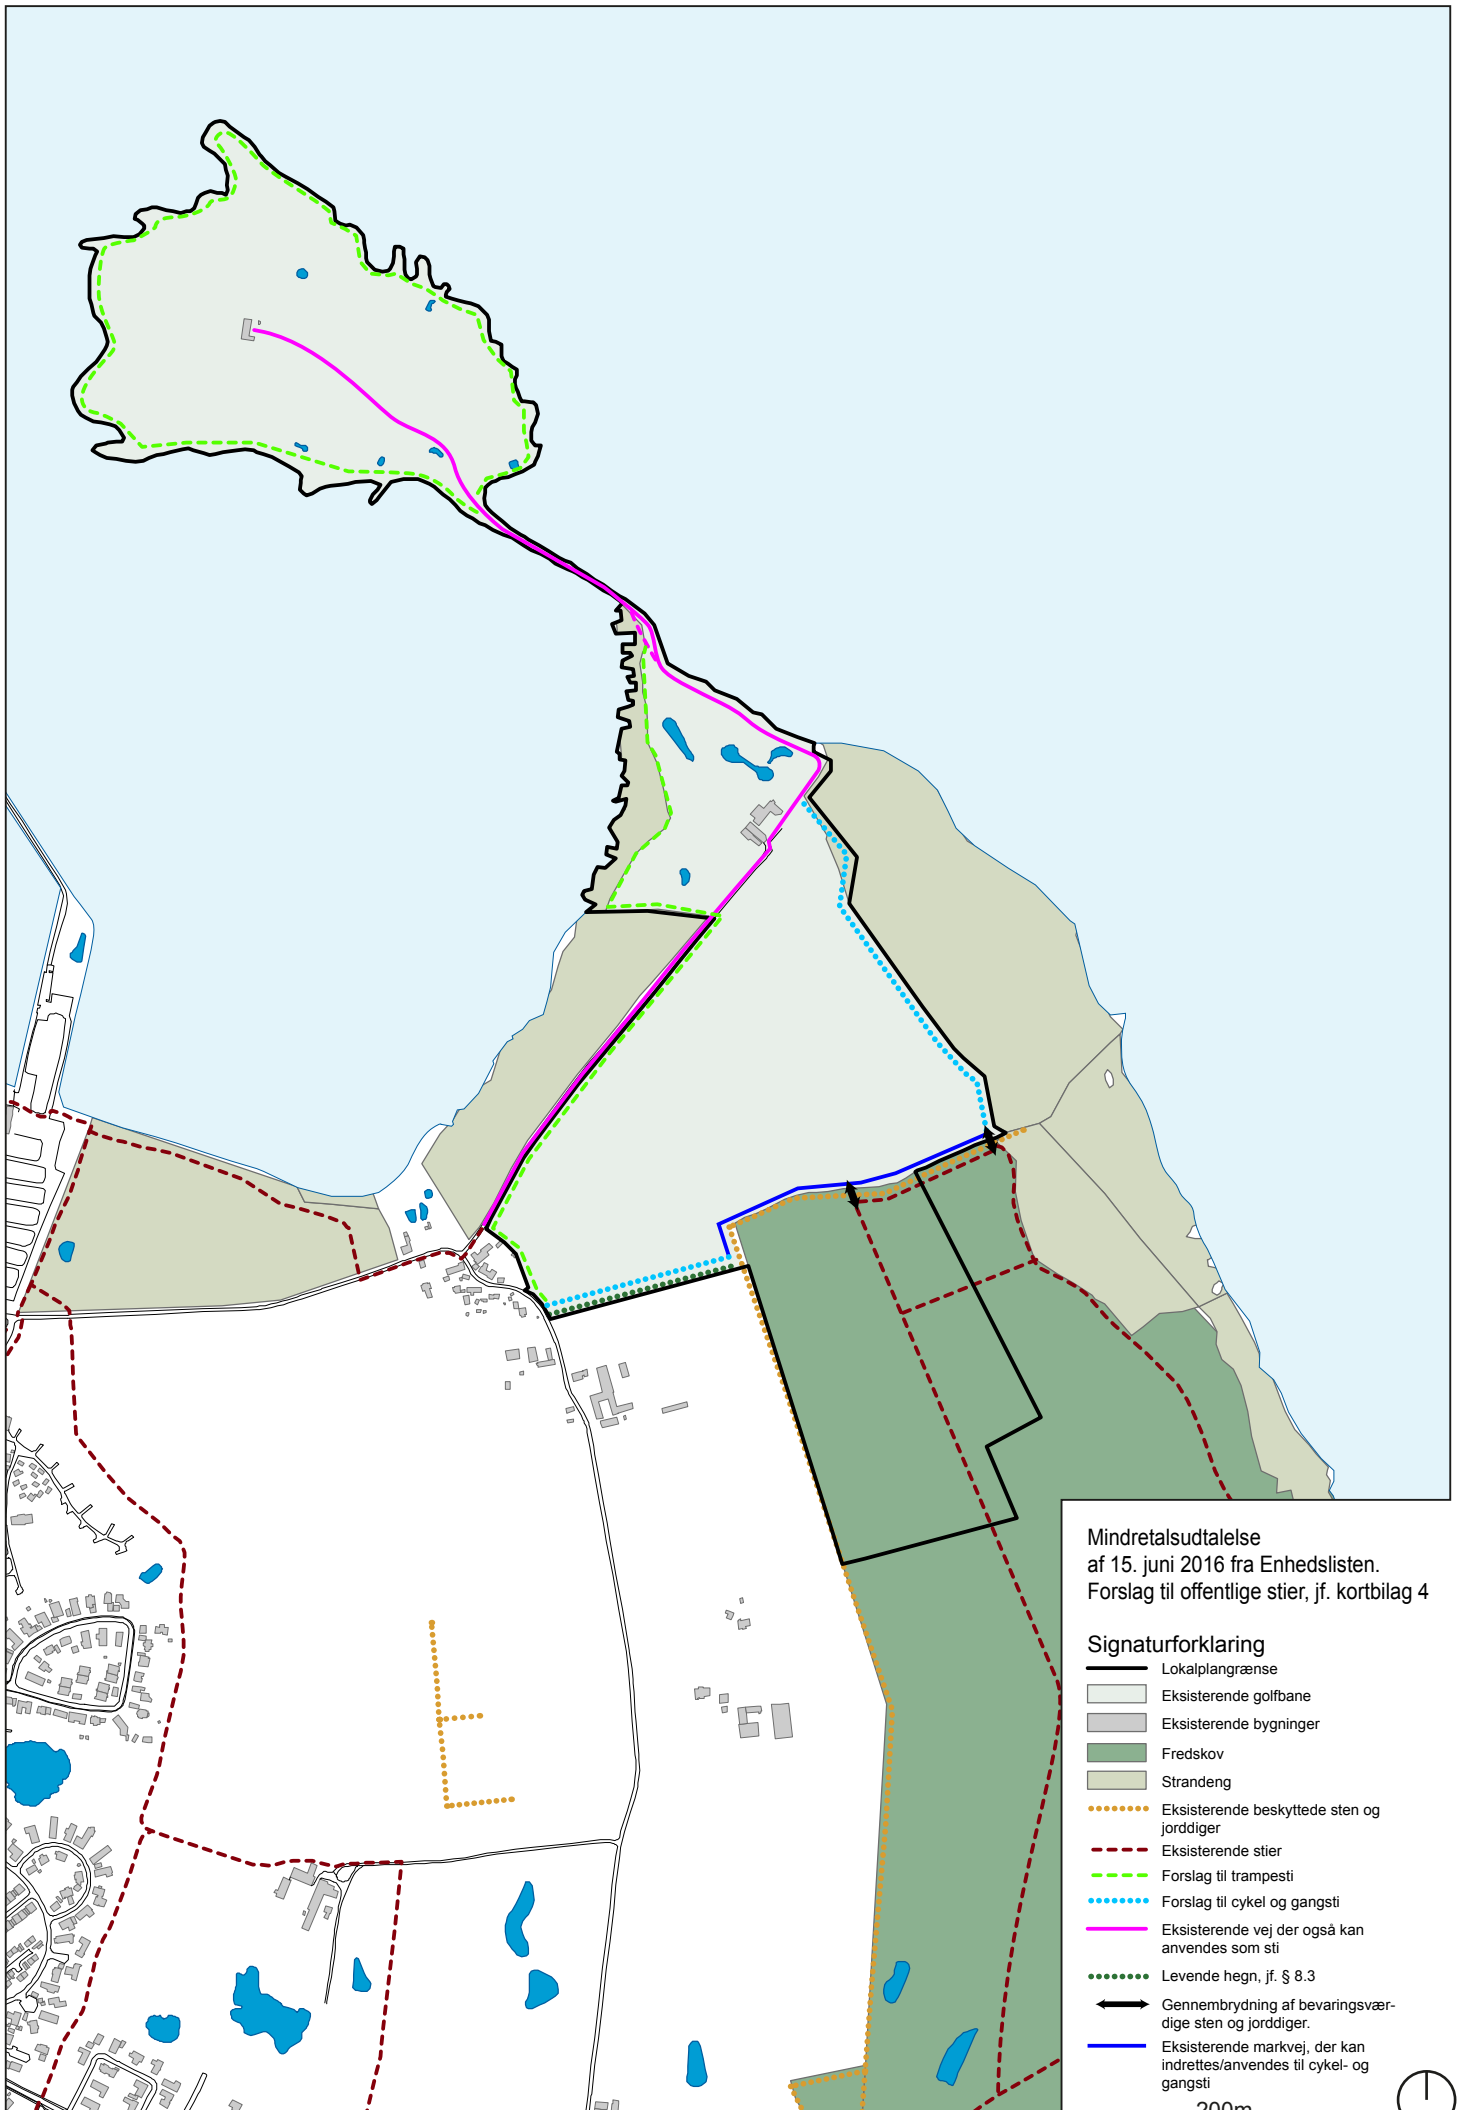 Mindretalsudtalelse
af 15. juni 2016 fra Enhedslisten.
Forslag til offentlige stier, jf. kortbilag 4
Signaturforklaring
Lokalplangrænse
Eksisterende golfbane
Eksisterende bygninger
Fredskov
Strandeng
Eksisterende beskyttede sten og
jorddiger
Eksisterende stier
Forslag til trampesti
Forslag til cykel og gangsti
Eksisterende vej der også kan
anvendes som sti
Levende hegn, jf. § 8.3
Gennembrydning af bevaringsvær-
dige sten og jorddiger.
Eksisterende markvej, der kan
indrettes/anvendes til cykel- og
gangsti
200m